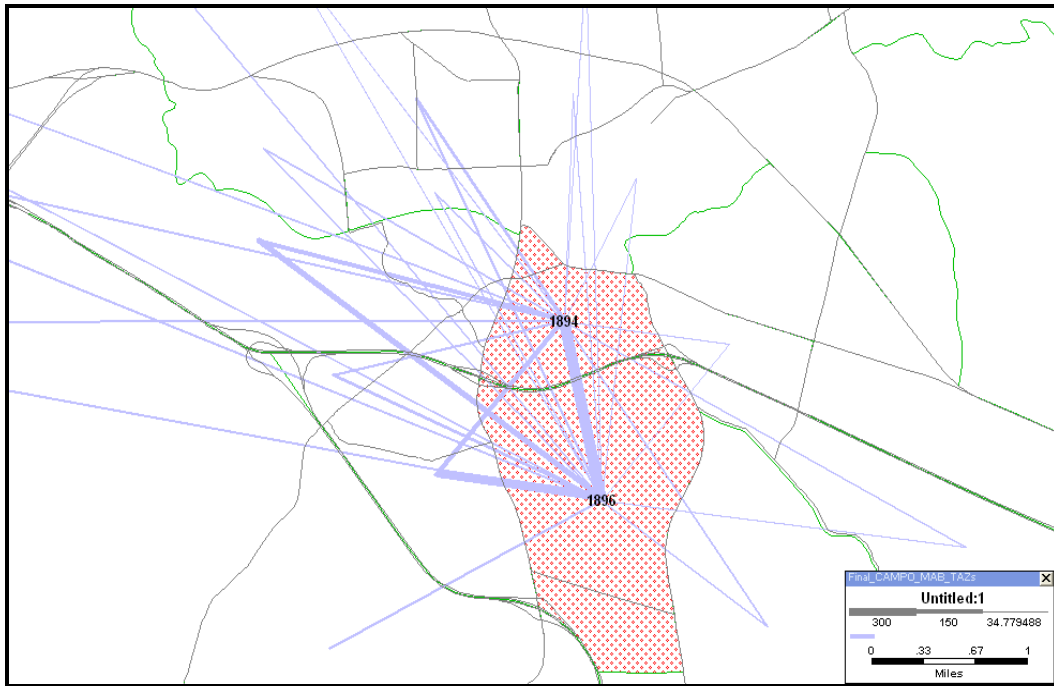 1894
1896
Final_CAMPO_MAB_TAZs
Untitled:1
300 150 34.779488
0 .33 .67 1
Miles